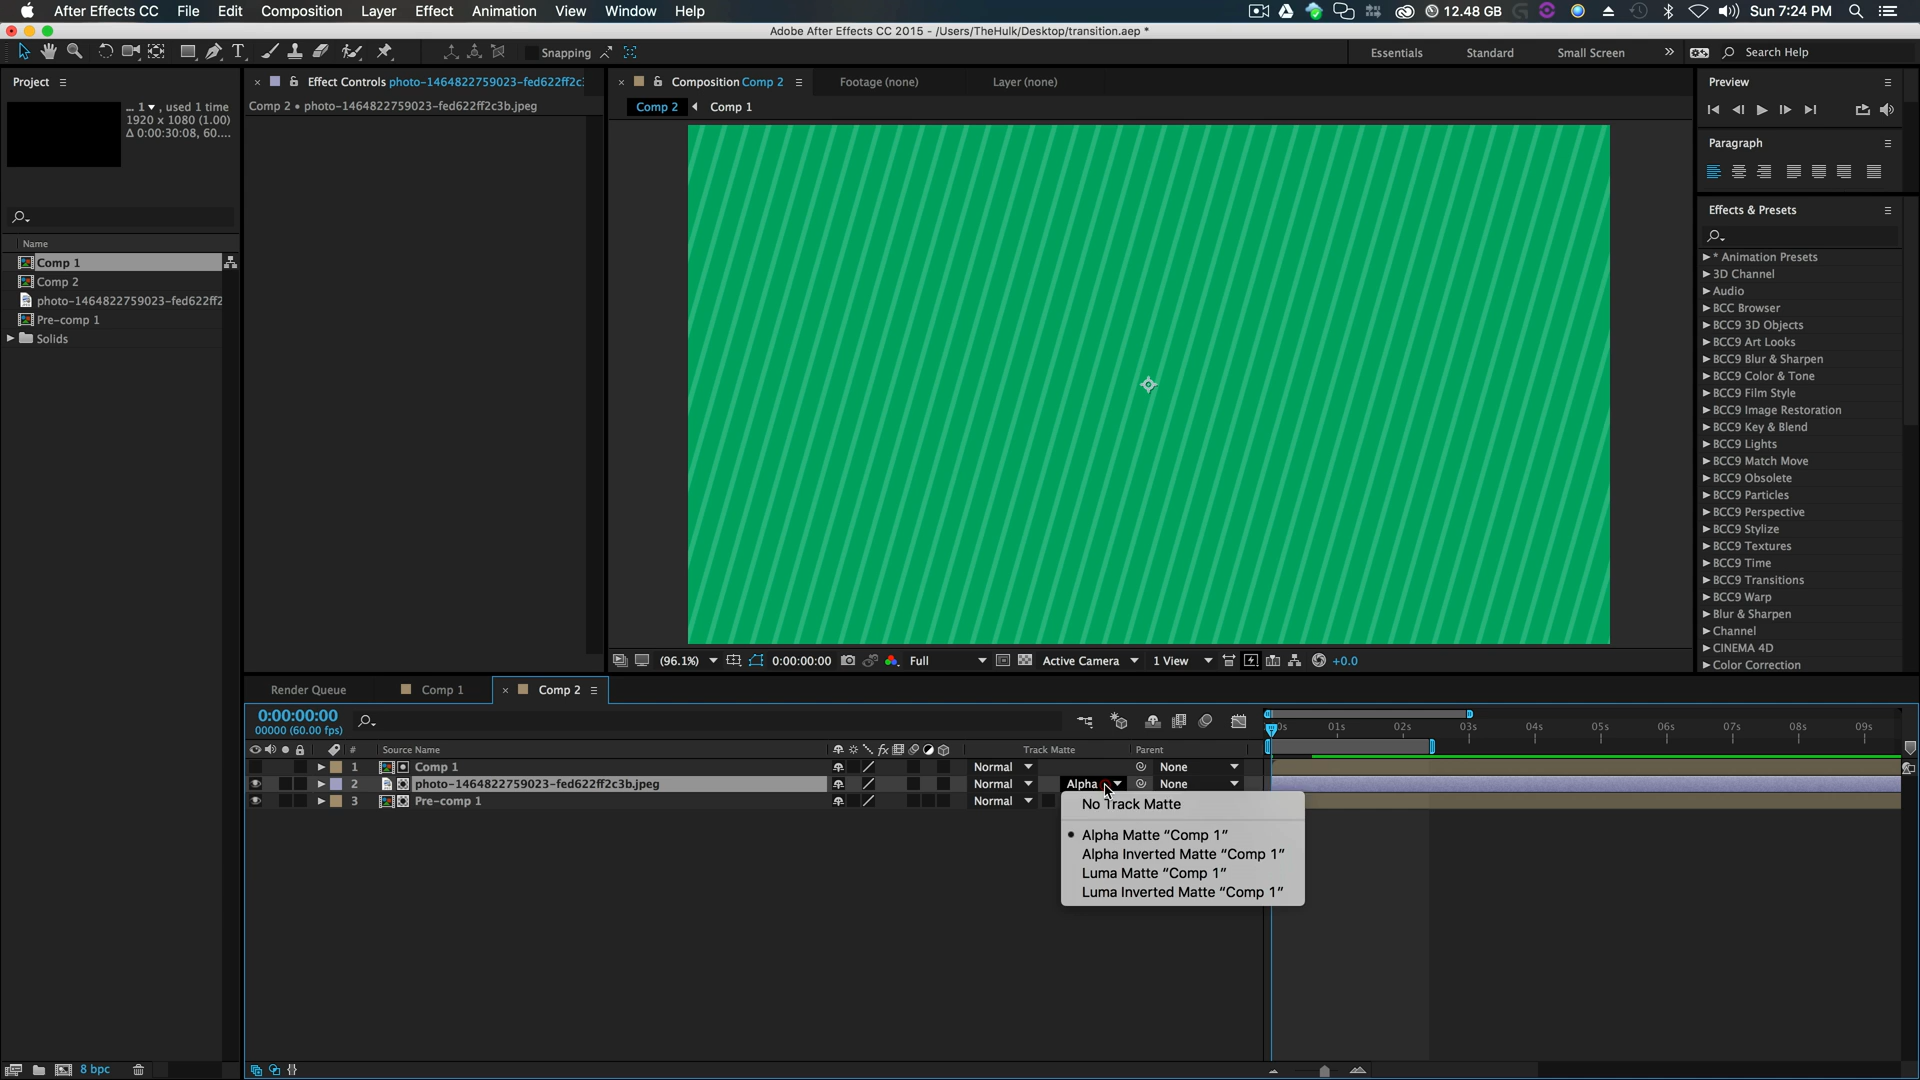 After Effects CC File Edit Composition Layer Effect Animation View Window Help 12.48 GB Sun 7:24 PM
Adobe After Effects CC 2015 - /Users/TheHulk/Desktop/transition.aep *
T Snapping Essentials Standard Small Screen » Search Help
Project
... 1▼ , used 1 time
1920 x 1080 (1.00)
Δ 0:00:30:08, 60....
Name
Comp 1
Comp 2
photo-1464822759023-fed622ff2
Pre-comp 1
Solids
8 bpc
× Effect Controls photo-1464822759023-fed622ff2c:
Comp 2 • photo-1464822759023-fed622ff2c3b.jpeg
× Composition Comp 2 Footage (none) Layer (none)
Comp 2 Comp 1
(96.1%) 0:00:00:00 Full Active Camera 1 View +0.0
Preview
Paragraph
Effects & Presets
* Animation Presets
3D Channel
Audio
BCC Browser
BCC9 3D Objects
BCC9 Art Looks
BCC9 Blur & Sharpen
BCC9 Color & Tone
BCC9 Film Style
BCC9 Image Restoration
BCC9 Key & Blend
BCC9 Lights
BCC9 Match Move
BCC9 Obsolete
BCC9 Particles
BCC9 Perspective
BCC9 Stylize
BCC9 Textures
BCC9 Time
BCC9 Transitions
BCC9 Warp
Blur & Sharpen
Channel
CINEMA 4D
Color Correction
Render Queue Comp 1 × Comp 2
0:00:00:00
00000 (60.00 fps)
01s 02s 03s 04s 05s 06s 07s 08s 09s
# Source Name fx Track Matte Parent
1 Comp 1 Normal None
2 photo-1464822759023-fed622ff2c3b.jpeg Normal Alpha None
3 Pre-comp 1 Normal
No Track Matte
Alpha Matte “Comp 1”
Alpha Inverted Matte “Comp 1”
Luma Matte “Comp 1”
Luma Inverted Matte “Comp 1”